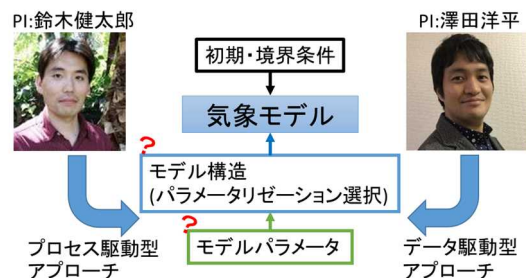 PI:鈴木健太郎
PI:澤田洋平
初期・境界条件
気象モデル
?
モデル構造
(パラメータリゼーション選択)
?
モデルパラメータ
プロセス駆動型
アプローチ
データ駆動型
アプローチ